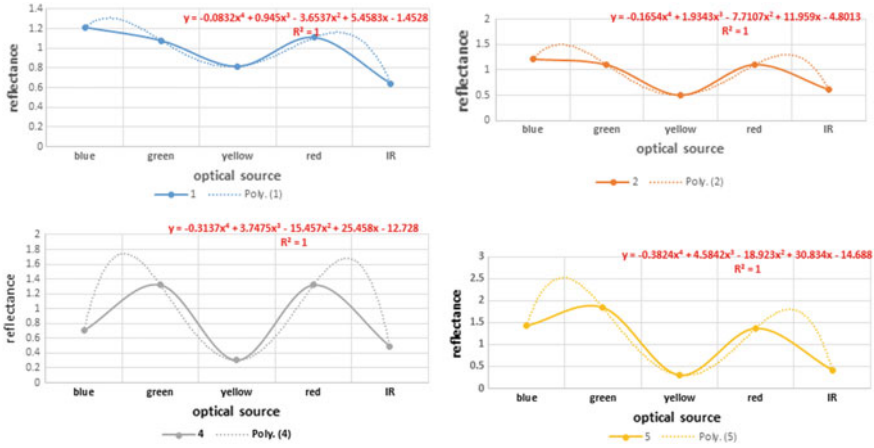 y = -0.0832x⁴ + 0.945x³ - 3.6537x² + 5.4583x - 1.4528
R² = 1
1.4
1.2
1
0.8
0.6
0.4
0.2
0
reflectance
blue green yellow red IR
optical source
1 Poly. (1)
y = -0.1654x⁴ + 1.9343x³ - 7.7107x² + 11.959x - 4.8013
R² = 1
2
1.5
1
0.5
0
reflectance
blue green yellow red IR
optical source
2 Poly. (2)
y = -0.3137x⁴ + 3.7475x³ - 15.457x² + 25.458x - 12.728
R² = 1
2
1.8
1.6
1.4
1.2
1
0.8
0.6
0.4
0.2
0
reflectance
blue green yellow red IR
optical source
4 Poly. (4)
y = -0.3824x⁴ + 4.5842x³ - 18.923x² + 30.834x - 14.688
R² = 1
3
2.5
2
1.5
1
0.5
0
reflectance
blue green yellow red IR
optical source
5 Poly. (5)